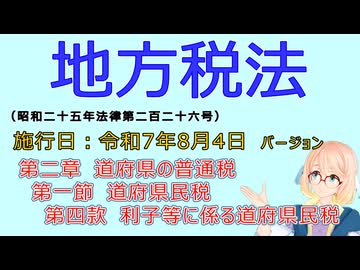 地方税法
(昭和二十五年法律第二百二十六号)
施行日：令和7年8月4日 バージョン
第二章 道府県の普通税
第一節 道府県民税
第四款 利子等に係る道府県民税